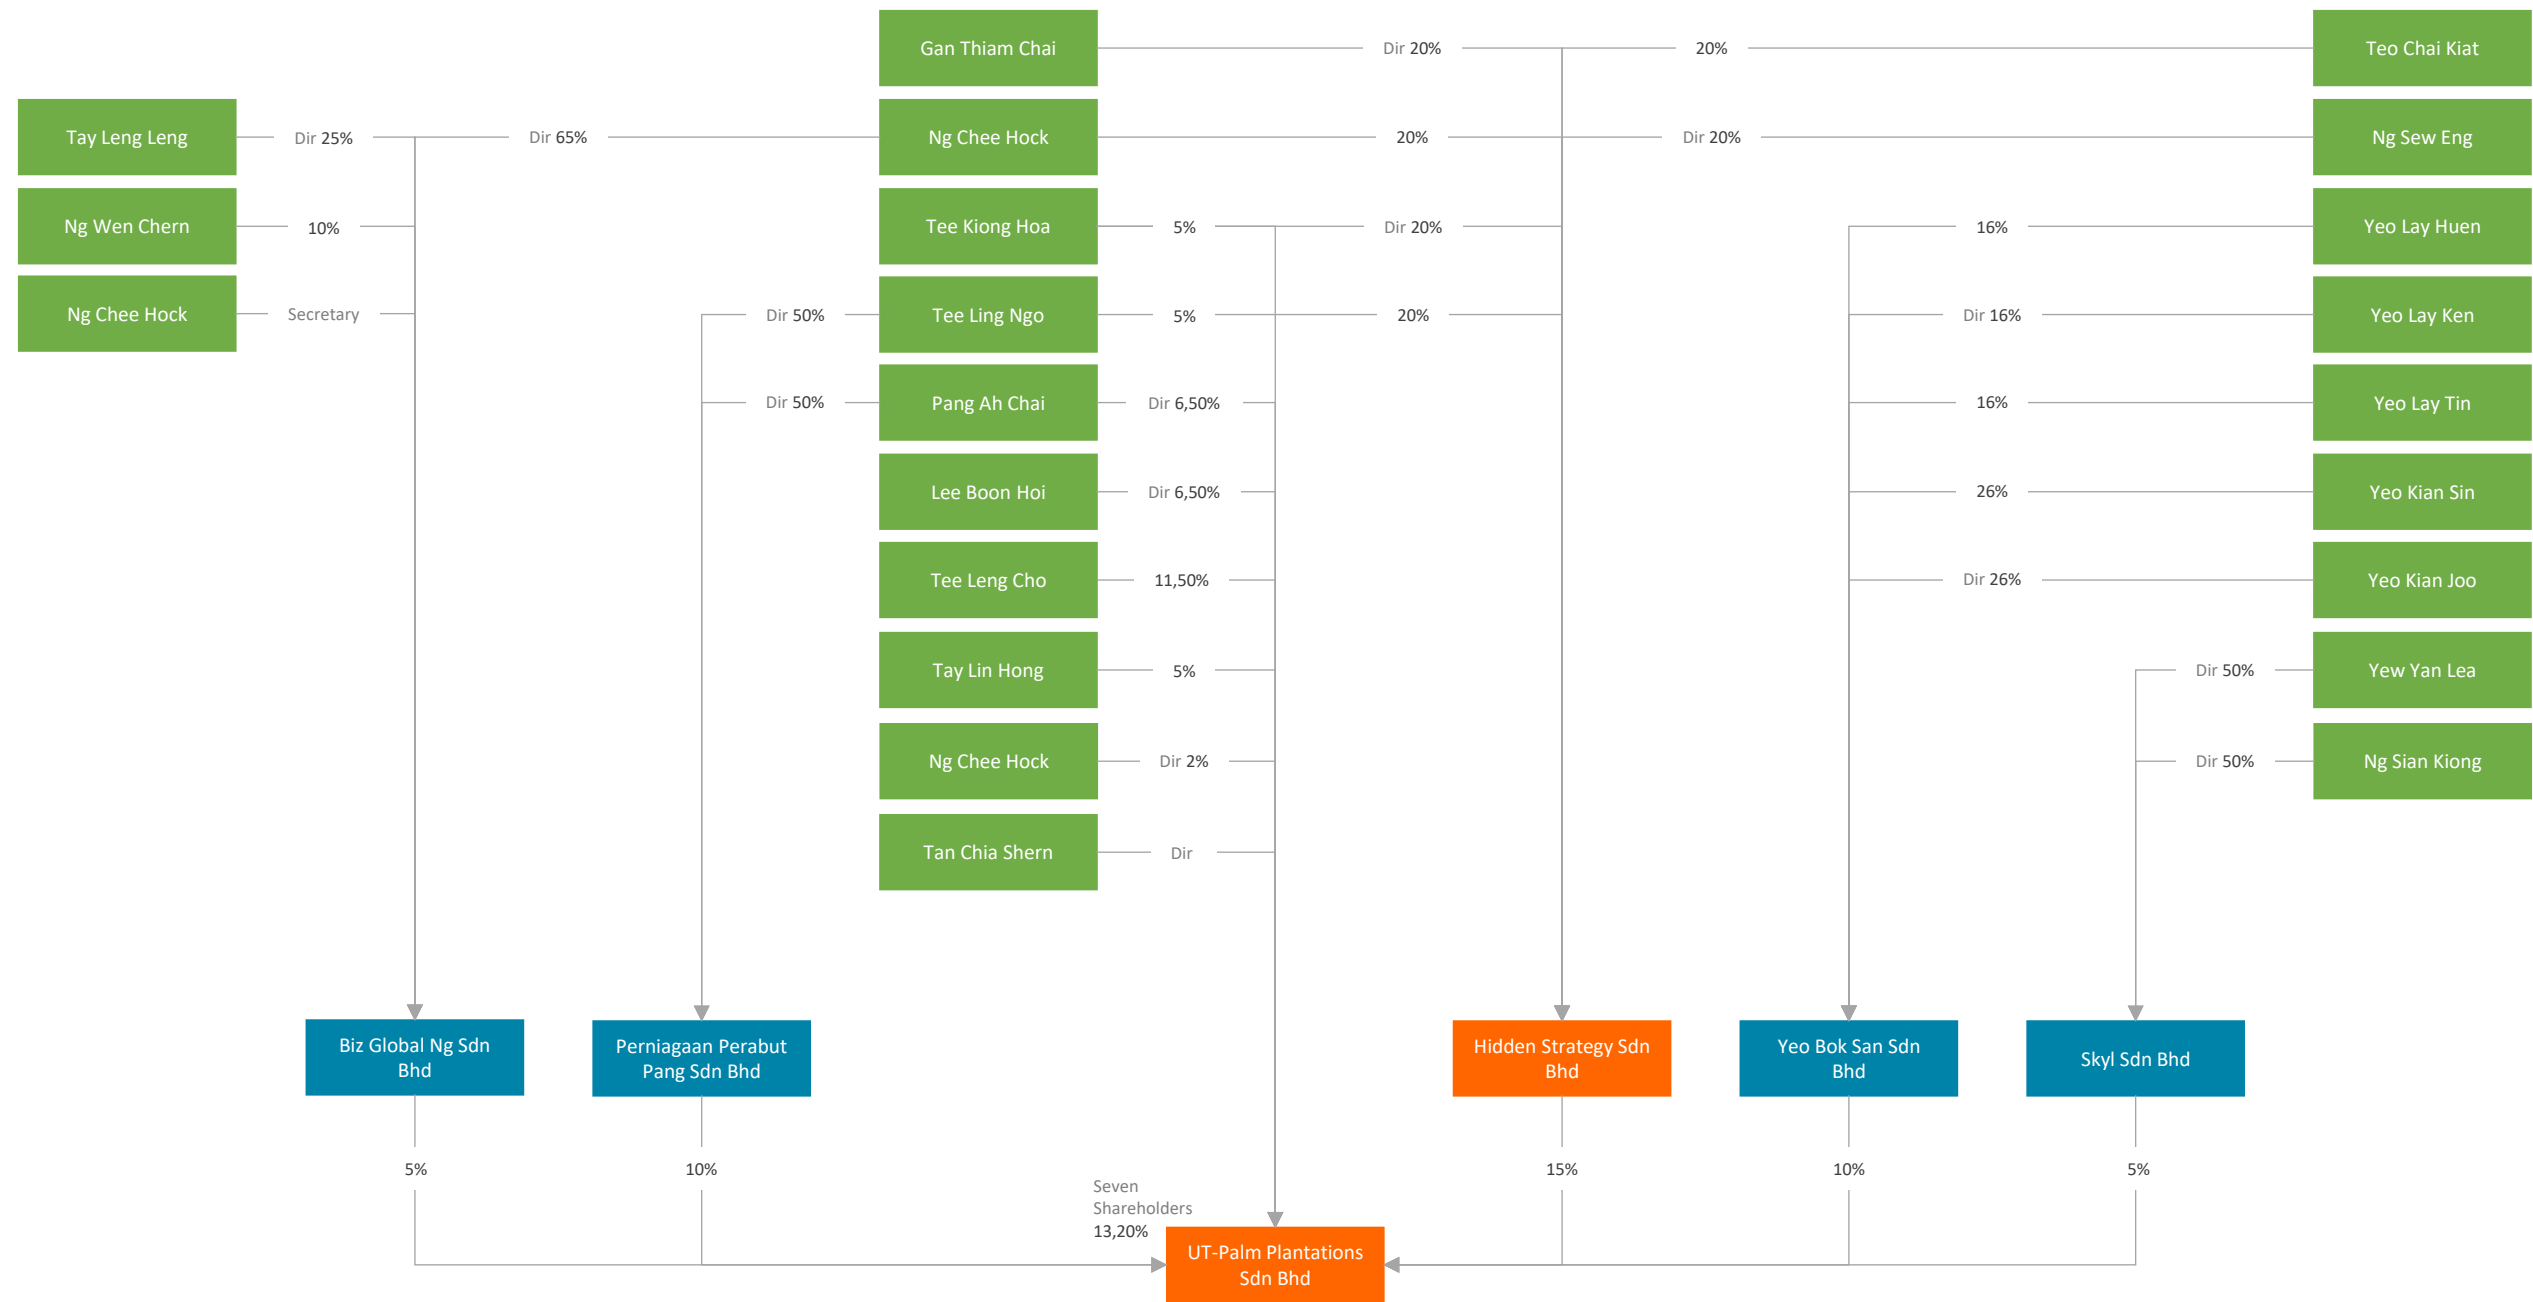 Gan Thiam Chai
Dir 20%
20%
Teo Chai Kiat
Tay Leng Leng
Dir 25%
Dir 65%
Ng Chee Hock
20%
Dir 20%
Ng Sew Eng
Ng Wen Chern
10%
Tee Kiong Hoa
5%
Dir 20%
16%
Yeo Lay Huen
Ng Chee Hock
Secretary
Dir 50%
Tee Ling Ngo
5%
20%
Dir 16%
Yeo Lay Ken
Dir 50%
Pang Ah Chai
Dir 6,50%
16%
Yeo Lay Tin
Lee Boon Hoi
Dir 6,50%
26%
Yeo Kian Sin
Tee Leng Cho
11,50%
Dir 26%
Yeo Kian Joo
Tay Lin Hong
5%
Dir 50%
Yew Yan Lea
Ng Chee Hock
Dir 2%
Dir 50%
Ng Sian Kiong
Tan Chia Shern
Dir
Biz Global Ng Sdn
Bhd
Perniagaan Perabut
Pang Sdn Bhd
Hidden Strategy Sdn
Bhd
Yeo Bok San Sdn
Bhd
Skyl Sdn Bhd
5%
10%
15%
10%
5%
Seven
Shareholders
13,20%
UT-Palm Plantations
Sdn Bhd